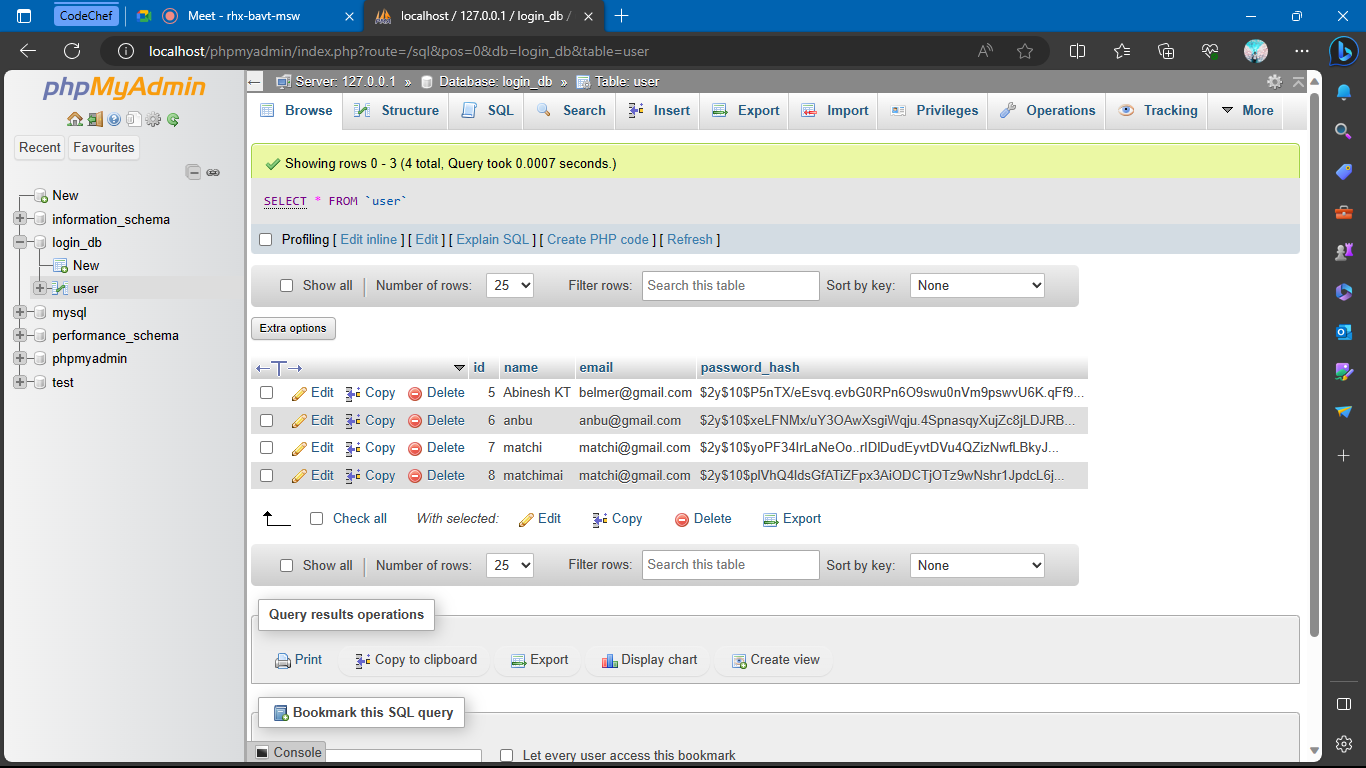 CodeChef
Meet - rhx-bavt-msw
localhost / 127.0.0.1 / login_db /
localhost/phpmyadmin/index.php?route=/sql&pos=0&db=login_db&table=user
phpMyAdmin
Recent Favourites
New
information_schema
login_db
New
user
mysql
performance_schema
phpmyadmin
test
Server: 127.0.0.1 » Database: login_db » Table: user
Browse Structure SQL Search Insert Export Import Privileges Operations Tracking More
Showing rows 0 - 3 (4 total, Query took 0.0007 seconds.)
SELECT * FROM `user`
Profiling [ Edit inline ] [ Edit ] [ Explain SQL ] [ Create PHP code ] [ Refresh ]
Show all Number of rows: 25 Filter rows: Search this table Sort by key: None
Extra options
id name email password_hash
Edit Copy Delete 5 Abinesh KT belmer@gmail.com $2y$10$P5nTX/eEsvq.evbG0RPn6O9swu0nVm9pswvU6K.qFf9...
Edit Copy Delete 6 anbu anbu@gmail.com $2y$10$xeLFNMx/uY3OAwXsgiWqju.4SpnasqyXujZc8jLDJRB...
Edit Copy Delete 7 matchi matchi@gmail.com $2y$10$yoPF34IrLaNeOo..rIDlDudEyvtDVu4QZizNwfLBkyJ...
Edit Copy Delete 8 matchimai matchi@gmail.com $2y$10$plVhQ4IdsGfATiZFpx3AiODCTjOTz9wNshr1JpdcL6j...
Check all With selected: Edit Copy Delete Export
Show all Number of rows: 25 Filter rows: Search this table Sort by key: None
Query results operations
Print Copy to clipboard Export Display chart Create view
Bookmark this SQL query
Console Let every user access this bookmark